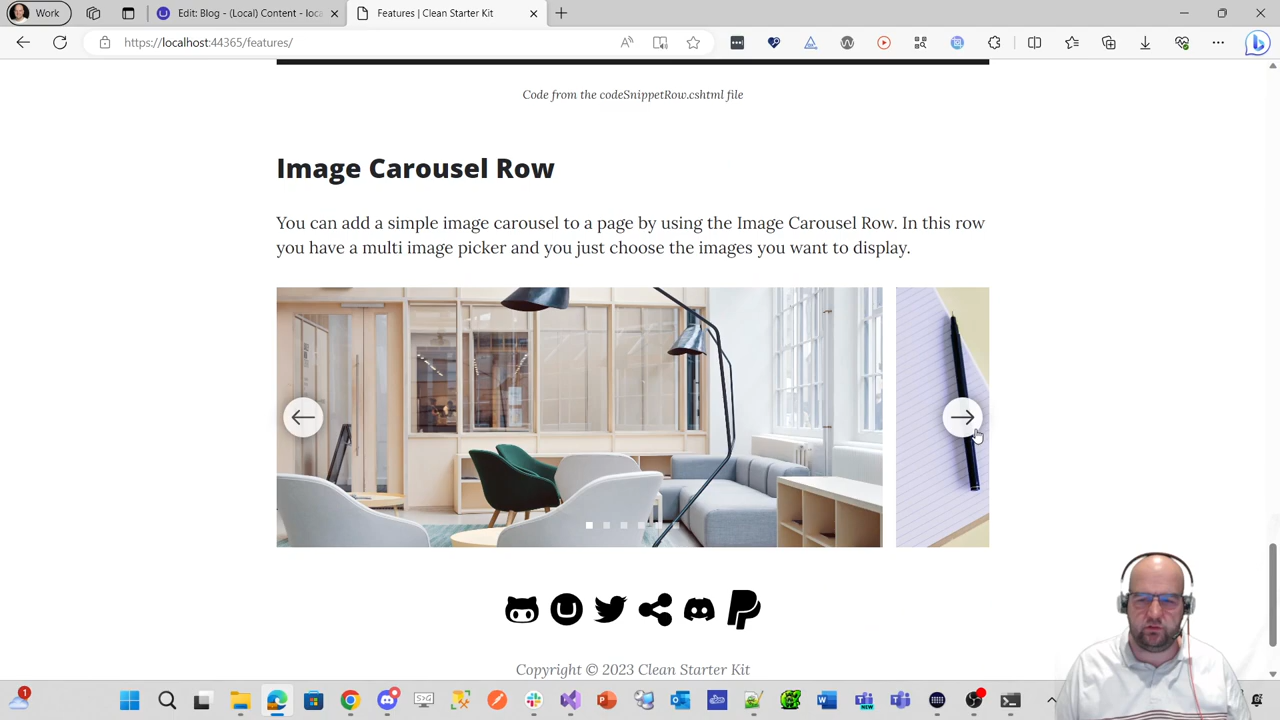 Work
Edit: Blog - (Local) Content - loca
Features | Clean Starter Kit
https://localhost:44365/features/
Code from the codeSnippetRow.cshtml file
Image Carousel Row
You can add a simple image carousel to a page by using the Image Carousel Row. In this row
you have a multi image picker and you just choose the images you want to display.
Copyright © 2023 Clean Starter Kit